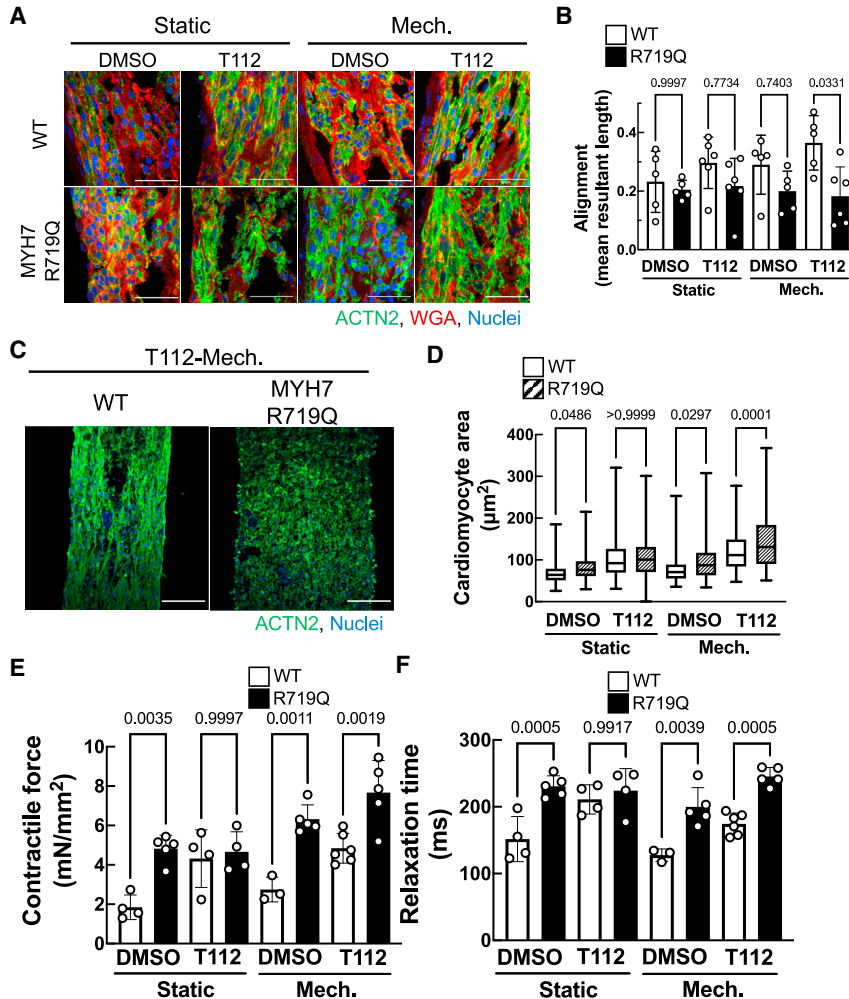 A
Static
Mech.
DMSO
T112
DMSO
T112
WT
MYH7
R719Q
ACTN2, WGA, Nuclei
B
WT
R719Q
0.9997
0.7734
0.7403
0.0331
Alignment
(mean resultant length)
0.4
0.2
0.0
DMSO
T112
DMSO
T112
Static
Mech.
C
T112-Mech.
WT
MYH7
R719Q
ACTN2, Nuclei
D
WT
R719Q
0.0486
>0.9999
0.0297
0.0001
Cardiomyocyte area
(µm²)
400
300
200
100
0
DMSO
T112
DMSO
T112
Static
Mech.
E
WT
R719Q
0.0035
0.9997
0.0011
0.0019
Contractile force
(mN/mm²)
10
8
6
4
2
0
DMSO
T112
DMSO
T112
Static
Mech.
F
WT
R719Q
0.0005
0.9917
0.0039
0.0005
Relaxation time
(ms)
300
200
100
0
DMSO
T112
DMSO
T112
Static
Mech.